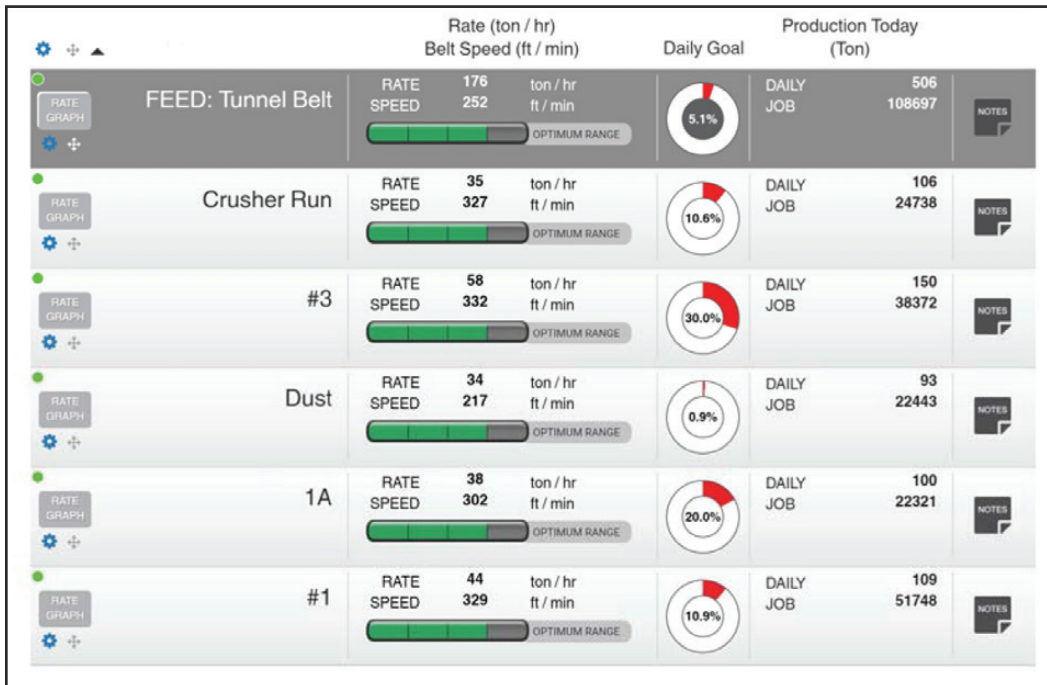 Rate (ton / hr)
Belt Speed (ft / min)
Daily Goal
Production Today
(Ton)
RATE GRAPH
FEED: Tunnel Belt
RATE 176 ton / hr
SPEED 252 ft / min
OPTIMUM RANGE
5.1%
DAILY 506
JOB 108697
NOTES
RATE GRAPH
Crusher Run
RATE 35 ton / hr
SPEED 327 ft / min
OPTIMUM RANGE
10.6%
DAILY 106
JOB 24738
NOTES
RATE GRAPH
#3
RATE 58 ton / hr
SPEED 332 ft / min
OPTIMUM RANGE
30.0%
DAILY 150
JOB 38372
NOTES
RATE GRAPH
Dust
RATE 34 ton / hr
SPEED 217 ft / min
OPTIMUM RANGE
0.9%
DAILY 93
JOB 22443
NOTES
RATE GRAPH
1A
RATE 38 ton / hr
SPEED 302 ft / min
OPTIMUM RANGE
20.0%
DAILY 100
JOB 22321
NOTES
RATE GRAPH
#1
RATE 44 ton / hr
SPEED 329 ft / min
OPTIMUM RANGE
10.9%
DAILY 109
JOB 51748
NOTES